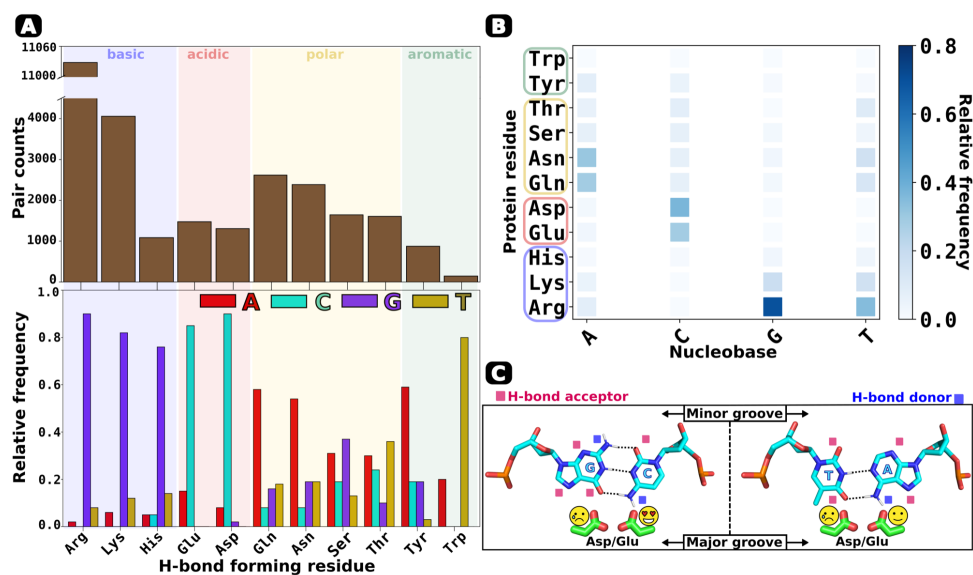 A
basic
acidic
polar
aromatic
11060
11000
4000
3000
2000
1000
0
Pair counts
1.0
0.8
0.6
0.4
0.2
0.0
Relative frequency
A
C
G
T
Arg
Lys
His
Glu
Asp
Gln
Asn
Ser
Thr
Tyr
Trp
H-bond forming residue
B
Protein residue
Trp
Tyr
Thr
Ser
Asn
Gln
Asp
Glu
His
Lys
Arg
A
C
G
T
Nucleobase
0.8
0.6
0.4
0.2
0.0
Relative frequency
C
H-bond acceptor
Minor groove
H-bond donor
G
C
T
A
Asp/Glu
Major groove
Asp/Glu